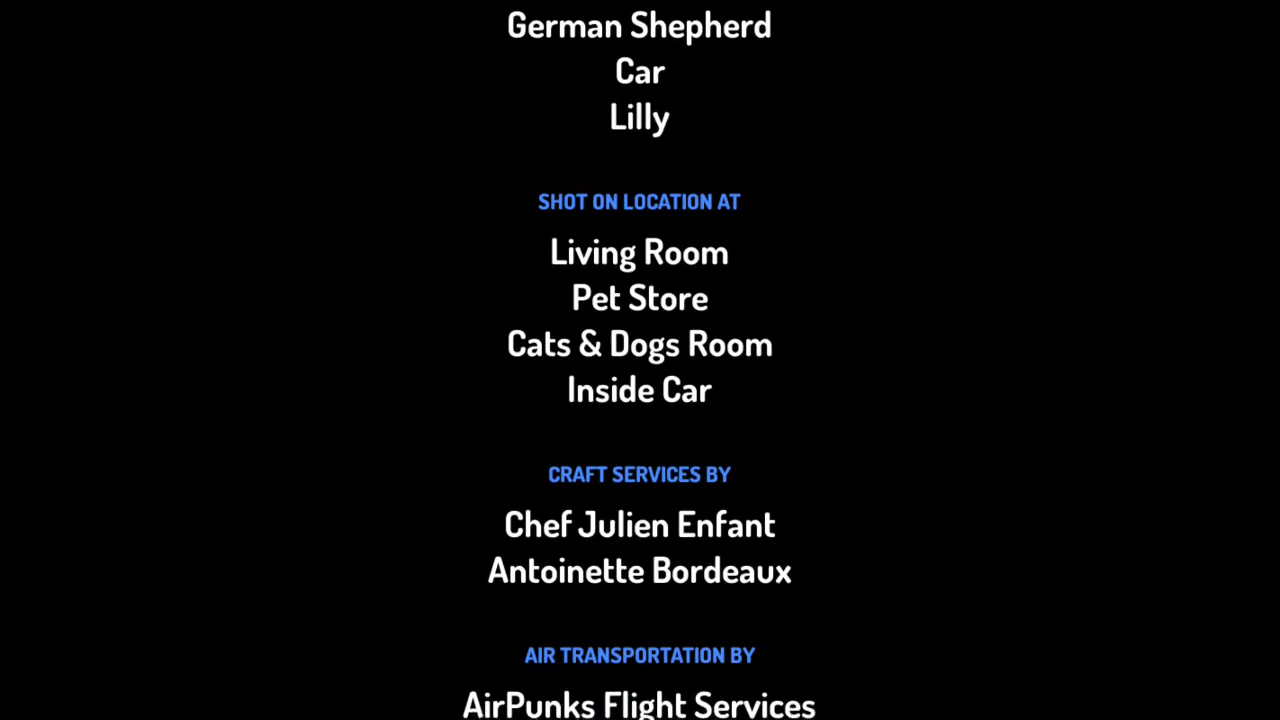 German Shepherd
Car
Lilly
SHOT ON LOCATION AT
Living Room
Pet Store
Cats & Dogs Room
Inside Car
CRAFT SERVICES BY
Chef Julien Enfant
Antoinette Bordeaux
AIR TRANSPORTATION BY
AirPunks Flight Services